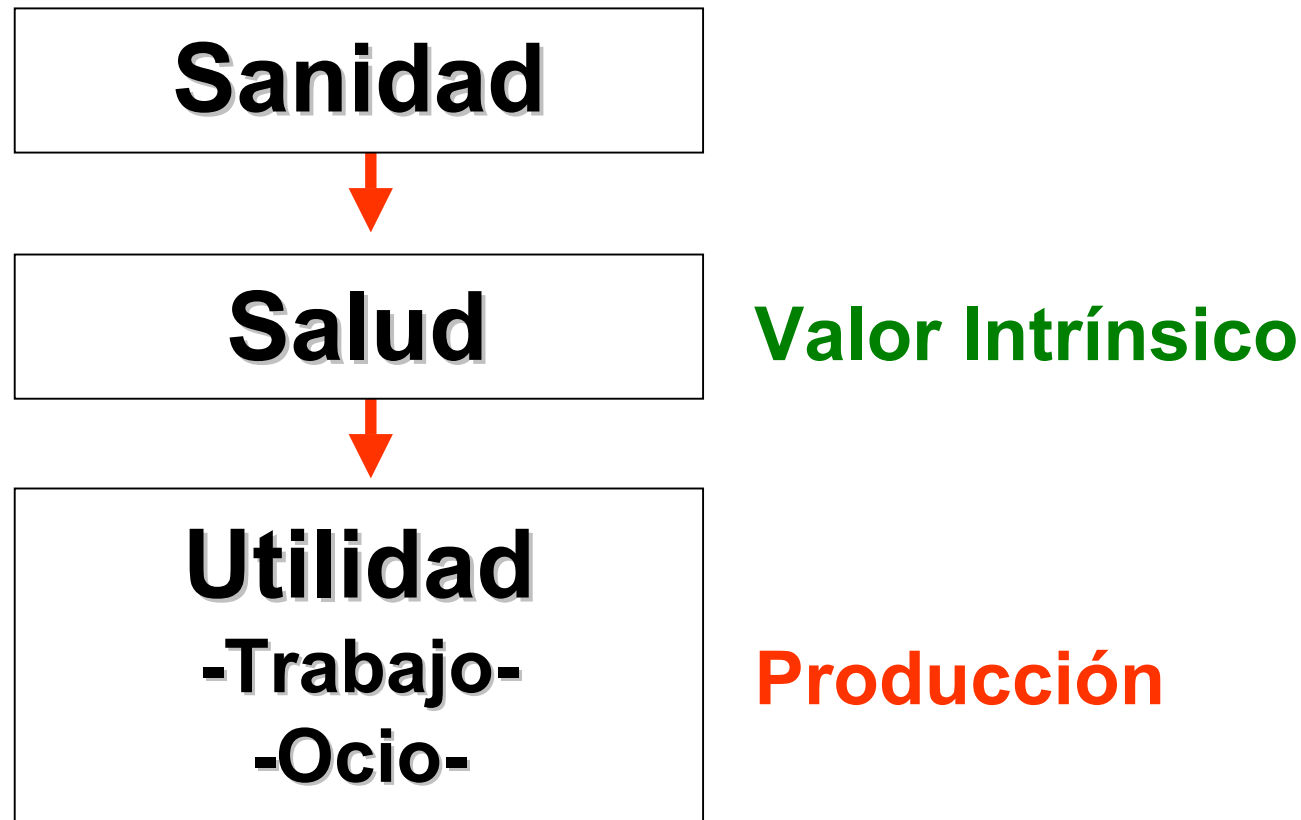 Sanidad
Salud
Valor Intrínsico
Utilidad
-Trabajo-
Producción
-Ocio-